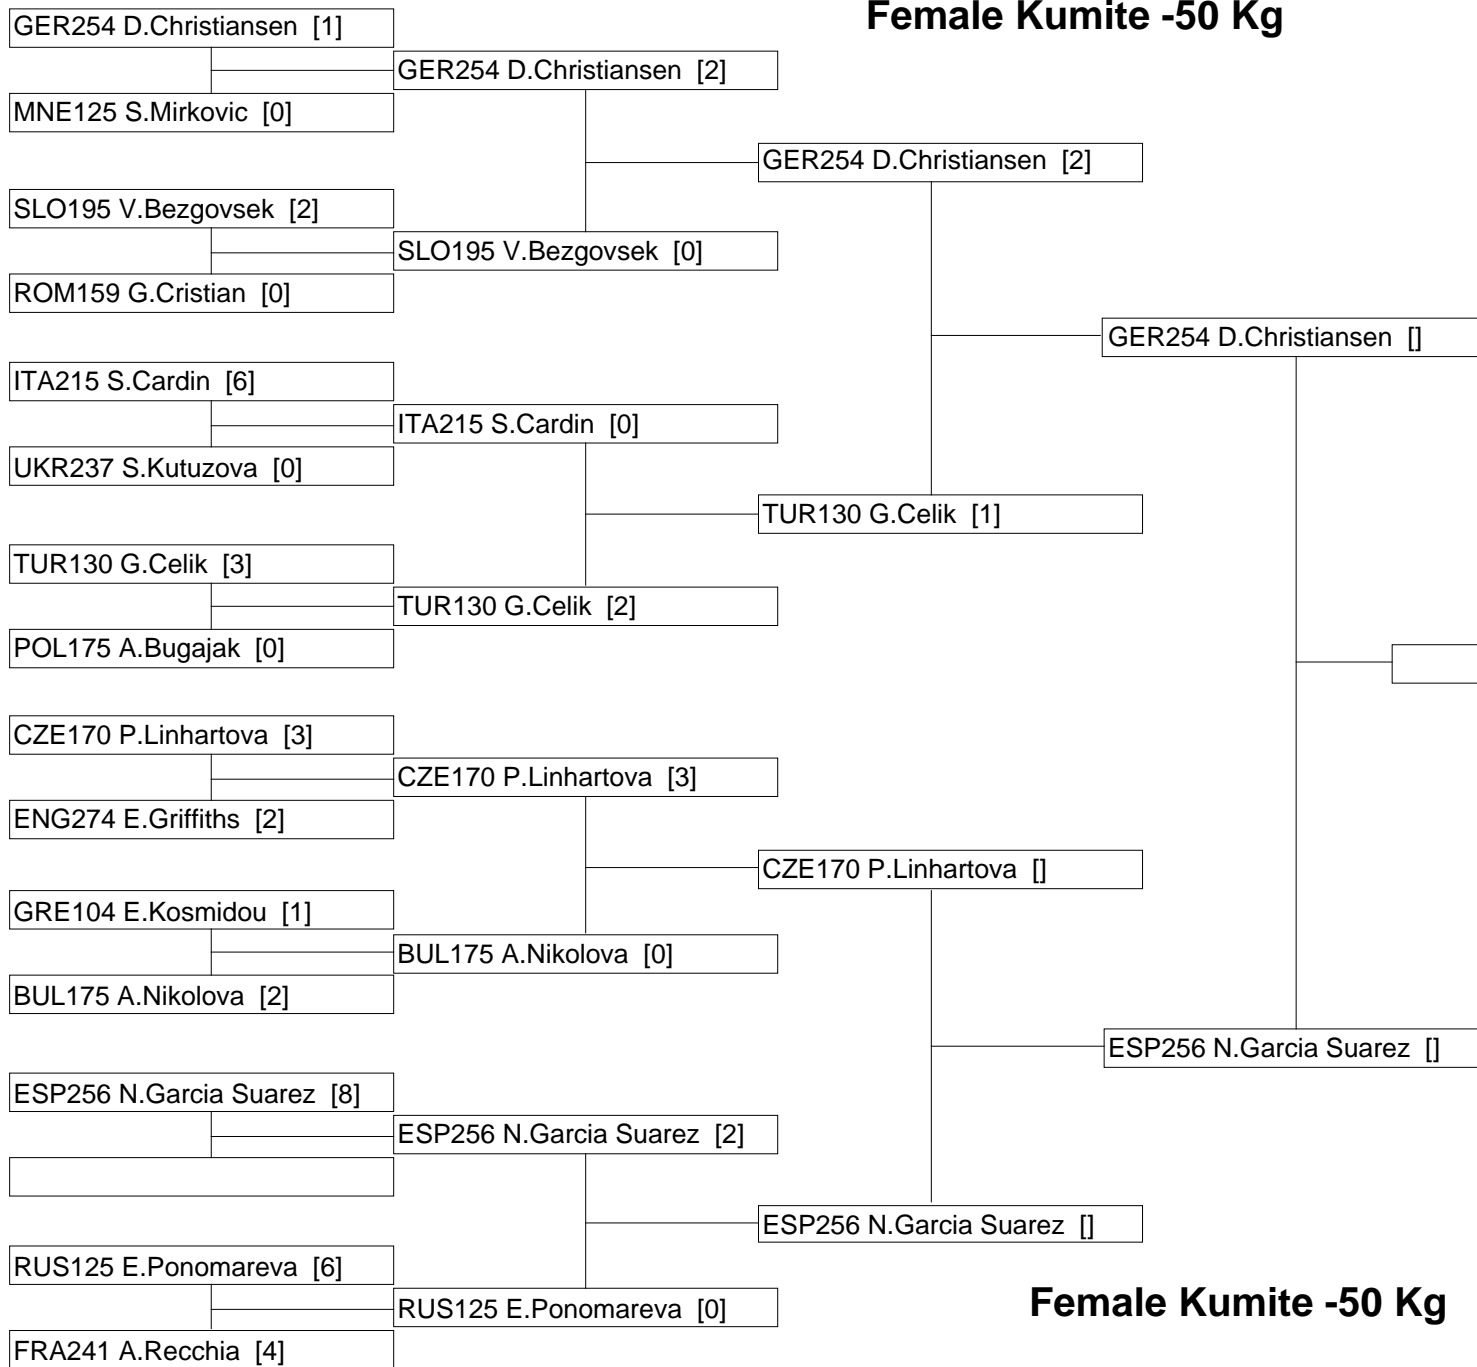 Female Kumite -50 Kg
GER254 D.Christiansen [1]
MNE125 S.Mirkovic [0]
SLO195 V.Bezgovsek [2]
ROM159 G.Cristian [0]
ITA215 S.Cardin [6]
UKR237 S.Kutuzova [0]
TUR130 G.Celik [3]
POL175 A.Bugajak [0]
CZE170 P.Linhartova [3]
ENG274 E.Griffiths [2]
GRE104 E.Kosmidou [1]
BUL175 A.Nikolova [2]
ESP256 N.Garcia Suarez [8]
RUS125 E.Ponomareva [6]
FRA241 A.Recchia [4]
GER254 D.Christiansen [2]
SLO195 V.Bezgovsek [0]
ITA215 S.Cardin [0]
TUR130 G.Celik [2]
CZE170 P.Linhartova [3]
BUL175 A.Nikolova [0]
ESP256 N.Garcia Suarez [2]
RUS125 E.Ponomareva [0]
GER254 D.Christiansen [2]
TUR130 G.Celik [1]
CZE170 P.Linhartova []
ESP256 N.Garcia Suarez []
GER254 D.Christiansen []
ESP256 N.Garcia Suarez []
Female Kumite -50 Kg